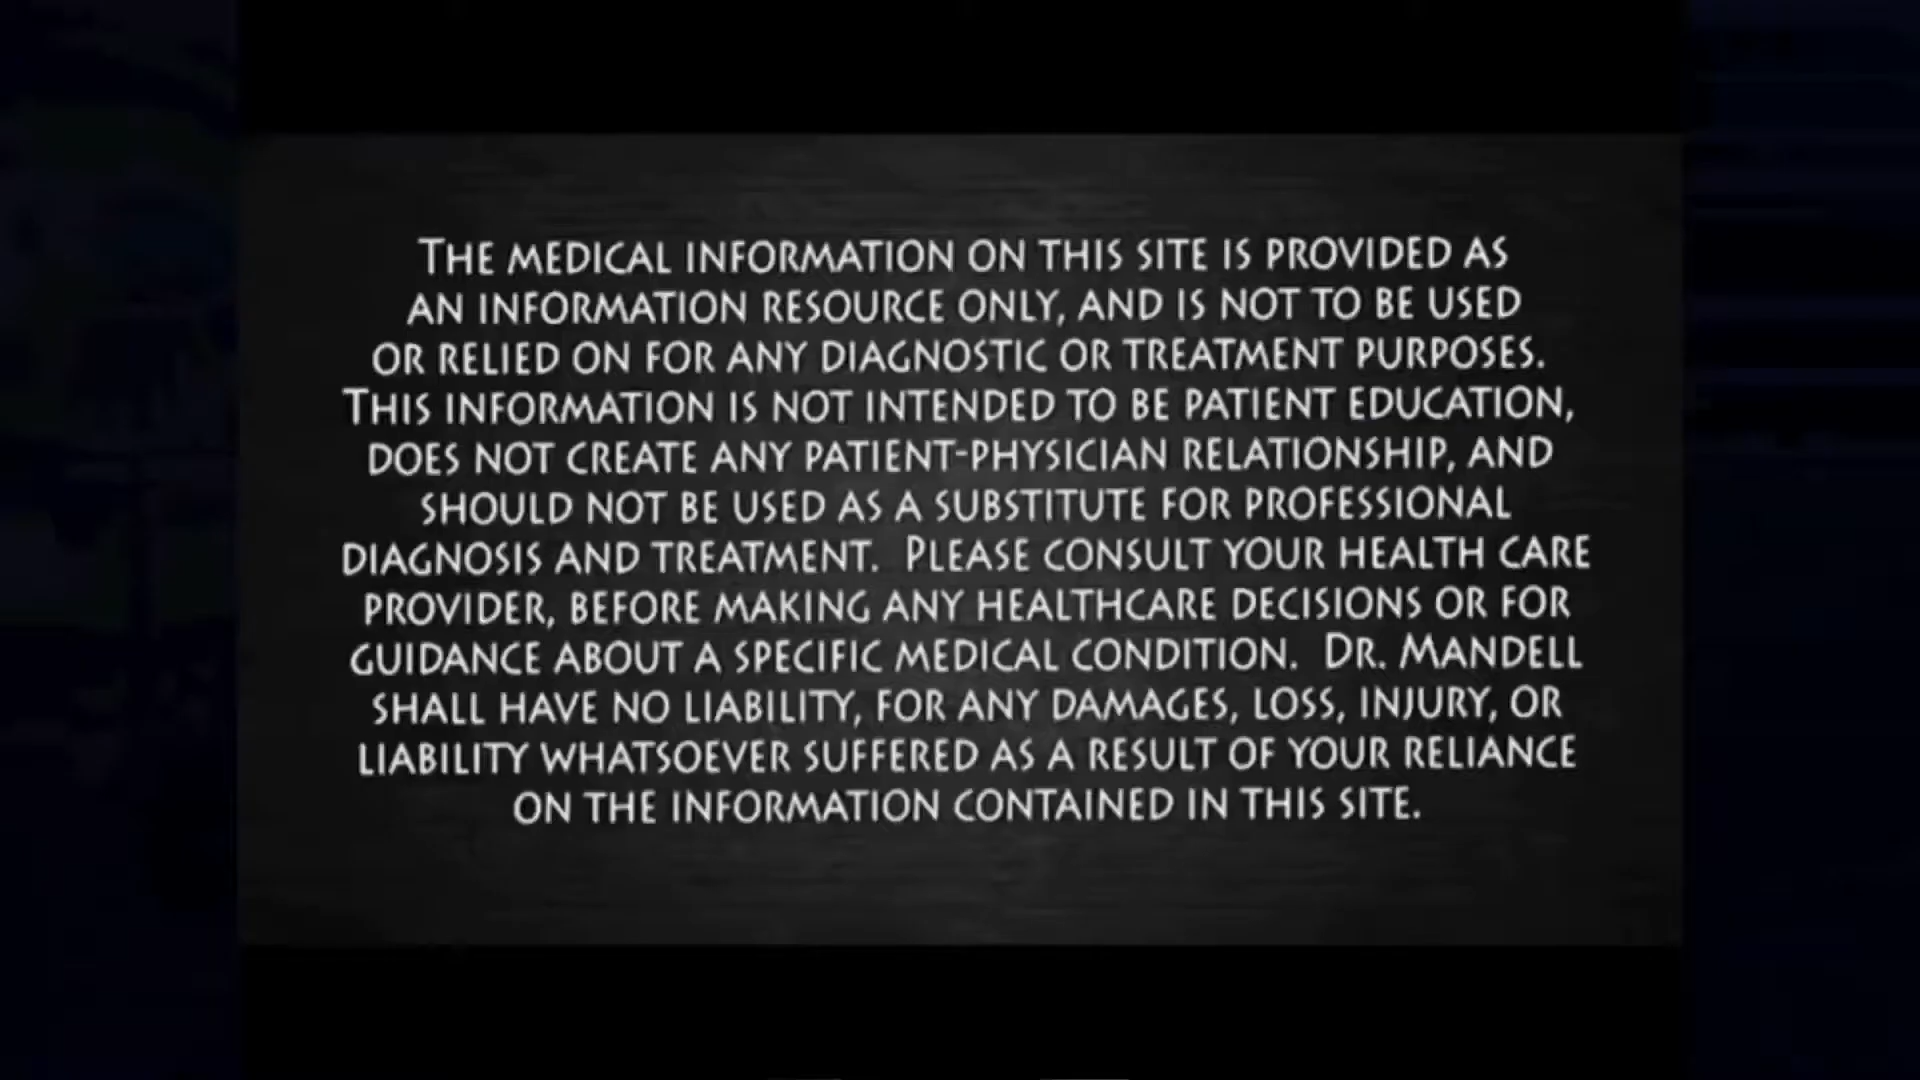 The medical information on this site is provided as
an information resource only, and is not to be used
or relied on for any diagnostic or treatment purposes.
This information is not intended to be patient education,
does not create any patient-physician relationship, and
should not be used as a substitute for professional
diagnosis and treatment.  Please consult your health care
provider, before making any healthcare decisions or for
guidance about a specific medical condition.  Dr. Mandell
shall have no liability, for any damages, loss, injury, or
liability whatsoever suffered as a result of your reliance
on the information contained in this site.